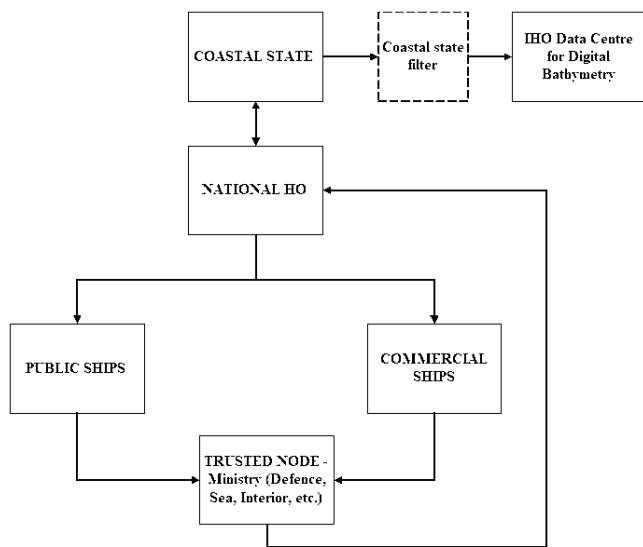 COASTAL STATE
Coastal state
filter
IHO Data Centre
for Digital
Bathymetry
NATIONAL HO
PUBLIC SHIPS
COMMERCIAL
SHIPS
TRUSTED NODE -
Ministry (Defence,
Sea, Interior, etc.)